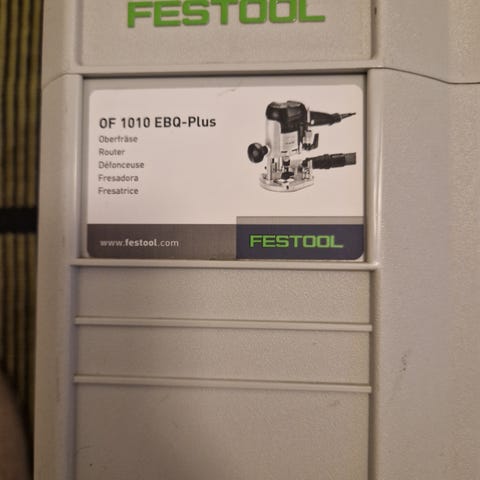 FESTOOL
OF 1010 EBQ-Plus
Oberfräse
Router
Défonceuse
Fresadora
Fresatrice
www.festool.com
FESTOOL